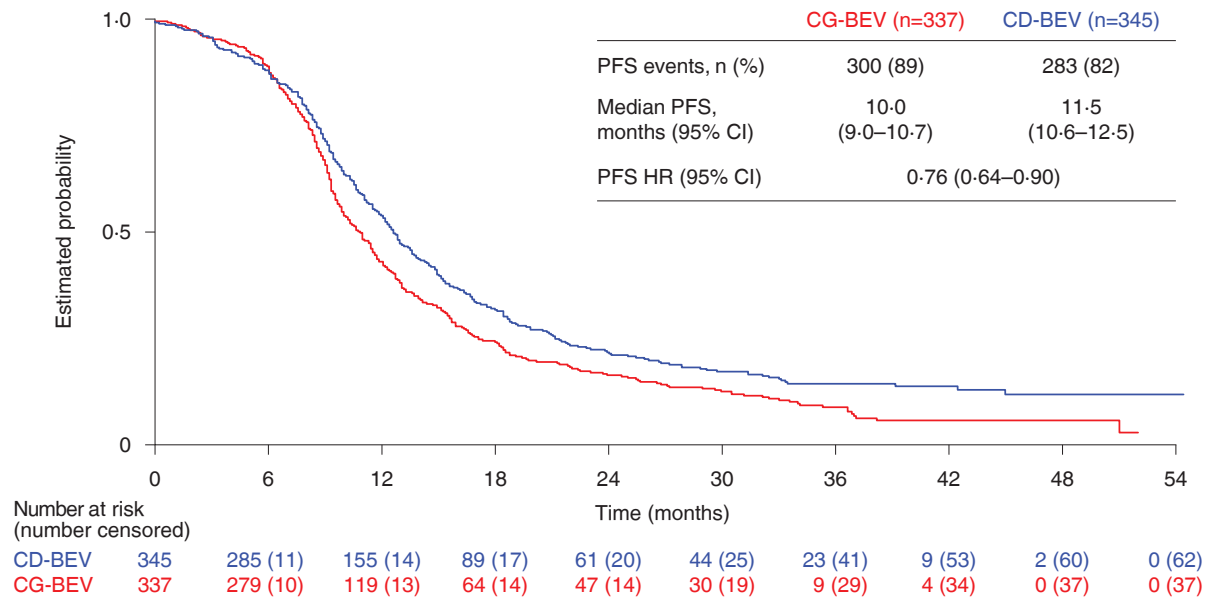 CG-BEV (n=337) CD-BEV (n=345)
PFS events, n (%) 300 (89) 283 (82)
Median PFS, 10·0 11·5
months (95% CI) (9·0–10·7) (10·6–12·5)
PFS HR (95% CI) 0·76 (0·64–0·90)
Estimated probability
1.0
0·5
0
0 6 12 18 24 30 36 42 48 54
Time (months)
Number at risk
(number censored)
CD-BEV 345 285 (11) 155 (14) 89 (17) 61 (20) 44 (25) 23 (41) 9 (53) 2 (60) 0 (62)
CG-BEV 337 279 (10) 119 (13) 64 (14) 47 (14) 30 (19) 9 (29) 4 (34) 0 (37) 0 (37)